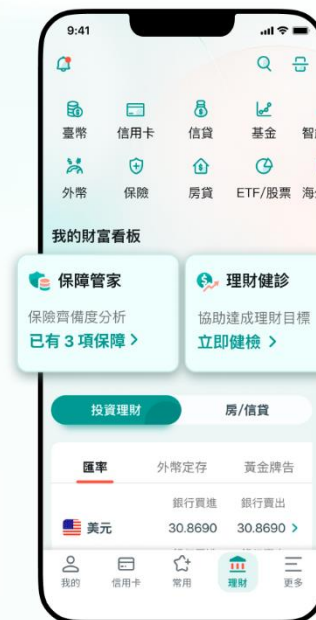 9:41
臺幣 信用卡 信貸 基金
外幣 保險 房貸 ETF/股票
我的財富看板
保障管家 理財健診
保險齊備度分析 協助達成理財目標
已有 3 項保障 > 立即健檢 >
投資理財 房/信貸
匯率 外幣定存 黃金牌告
銀行買進 銀行賣出
美元 30.8690 30.8690 >
我的 信用卡 常用 理財 更多